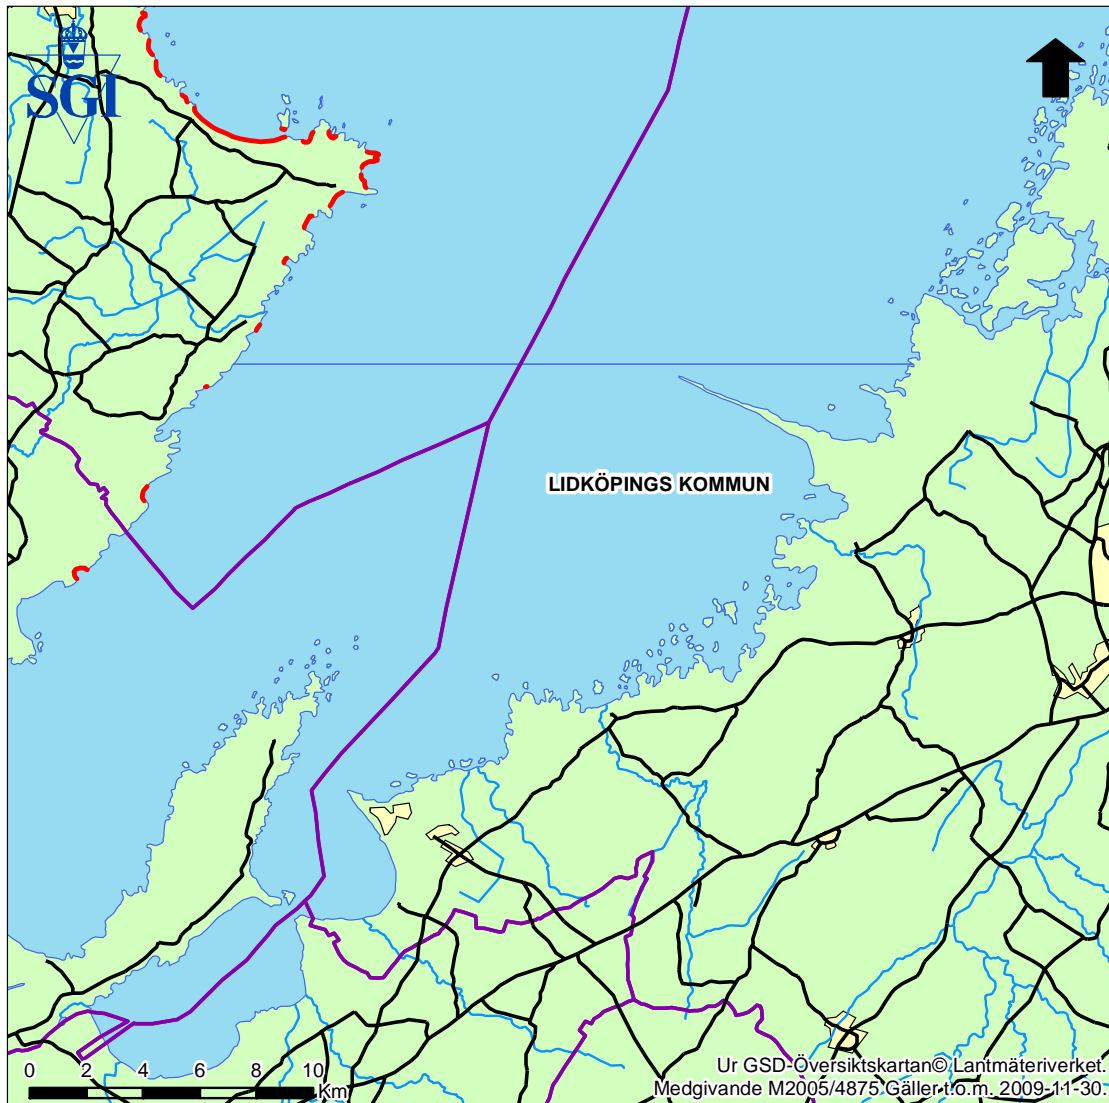 SGI
LIDKÖPINGS KOMMUN
0 2 4 6 8 10
Km
Ur GSD-Översiktskartan© Lantmäteriverket.
Medgivande M2005/4875 Gäller t.o.m. 2009-11-30.